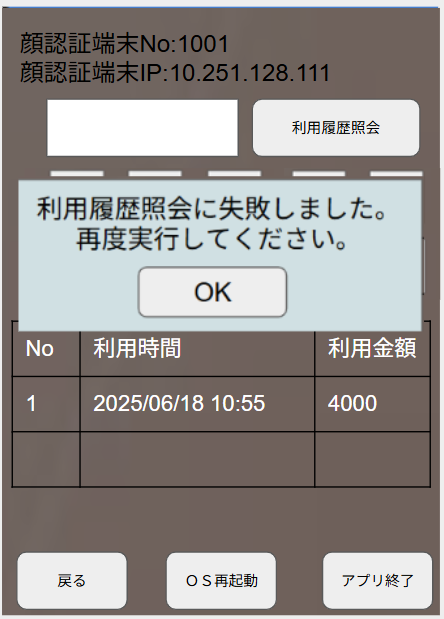 顔認証端末No:1001
顔認証端末IP:10.251.128.111
利用履歴照会
利用履歴照会に失敗しました。
再度実行してください。
OK
No 利用時間 利用金額
1 2025/06/18 10:55 4000
戻る ＯＳ再起動 アプリ終了